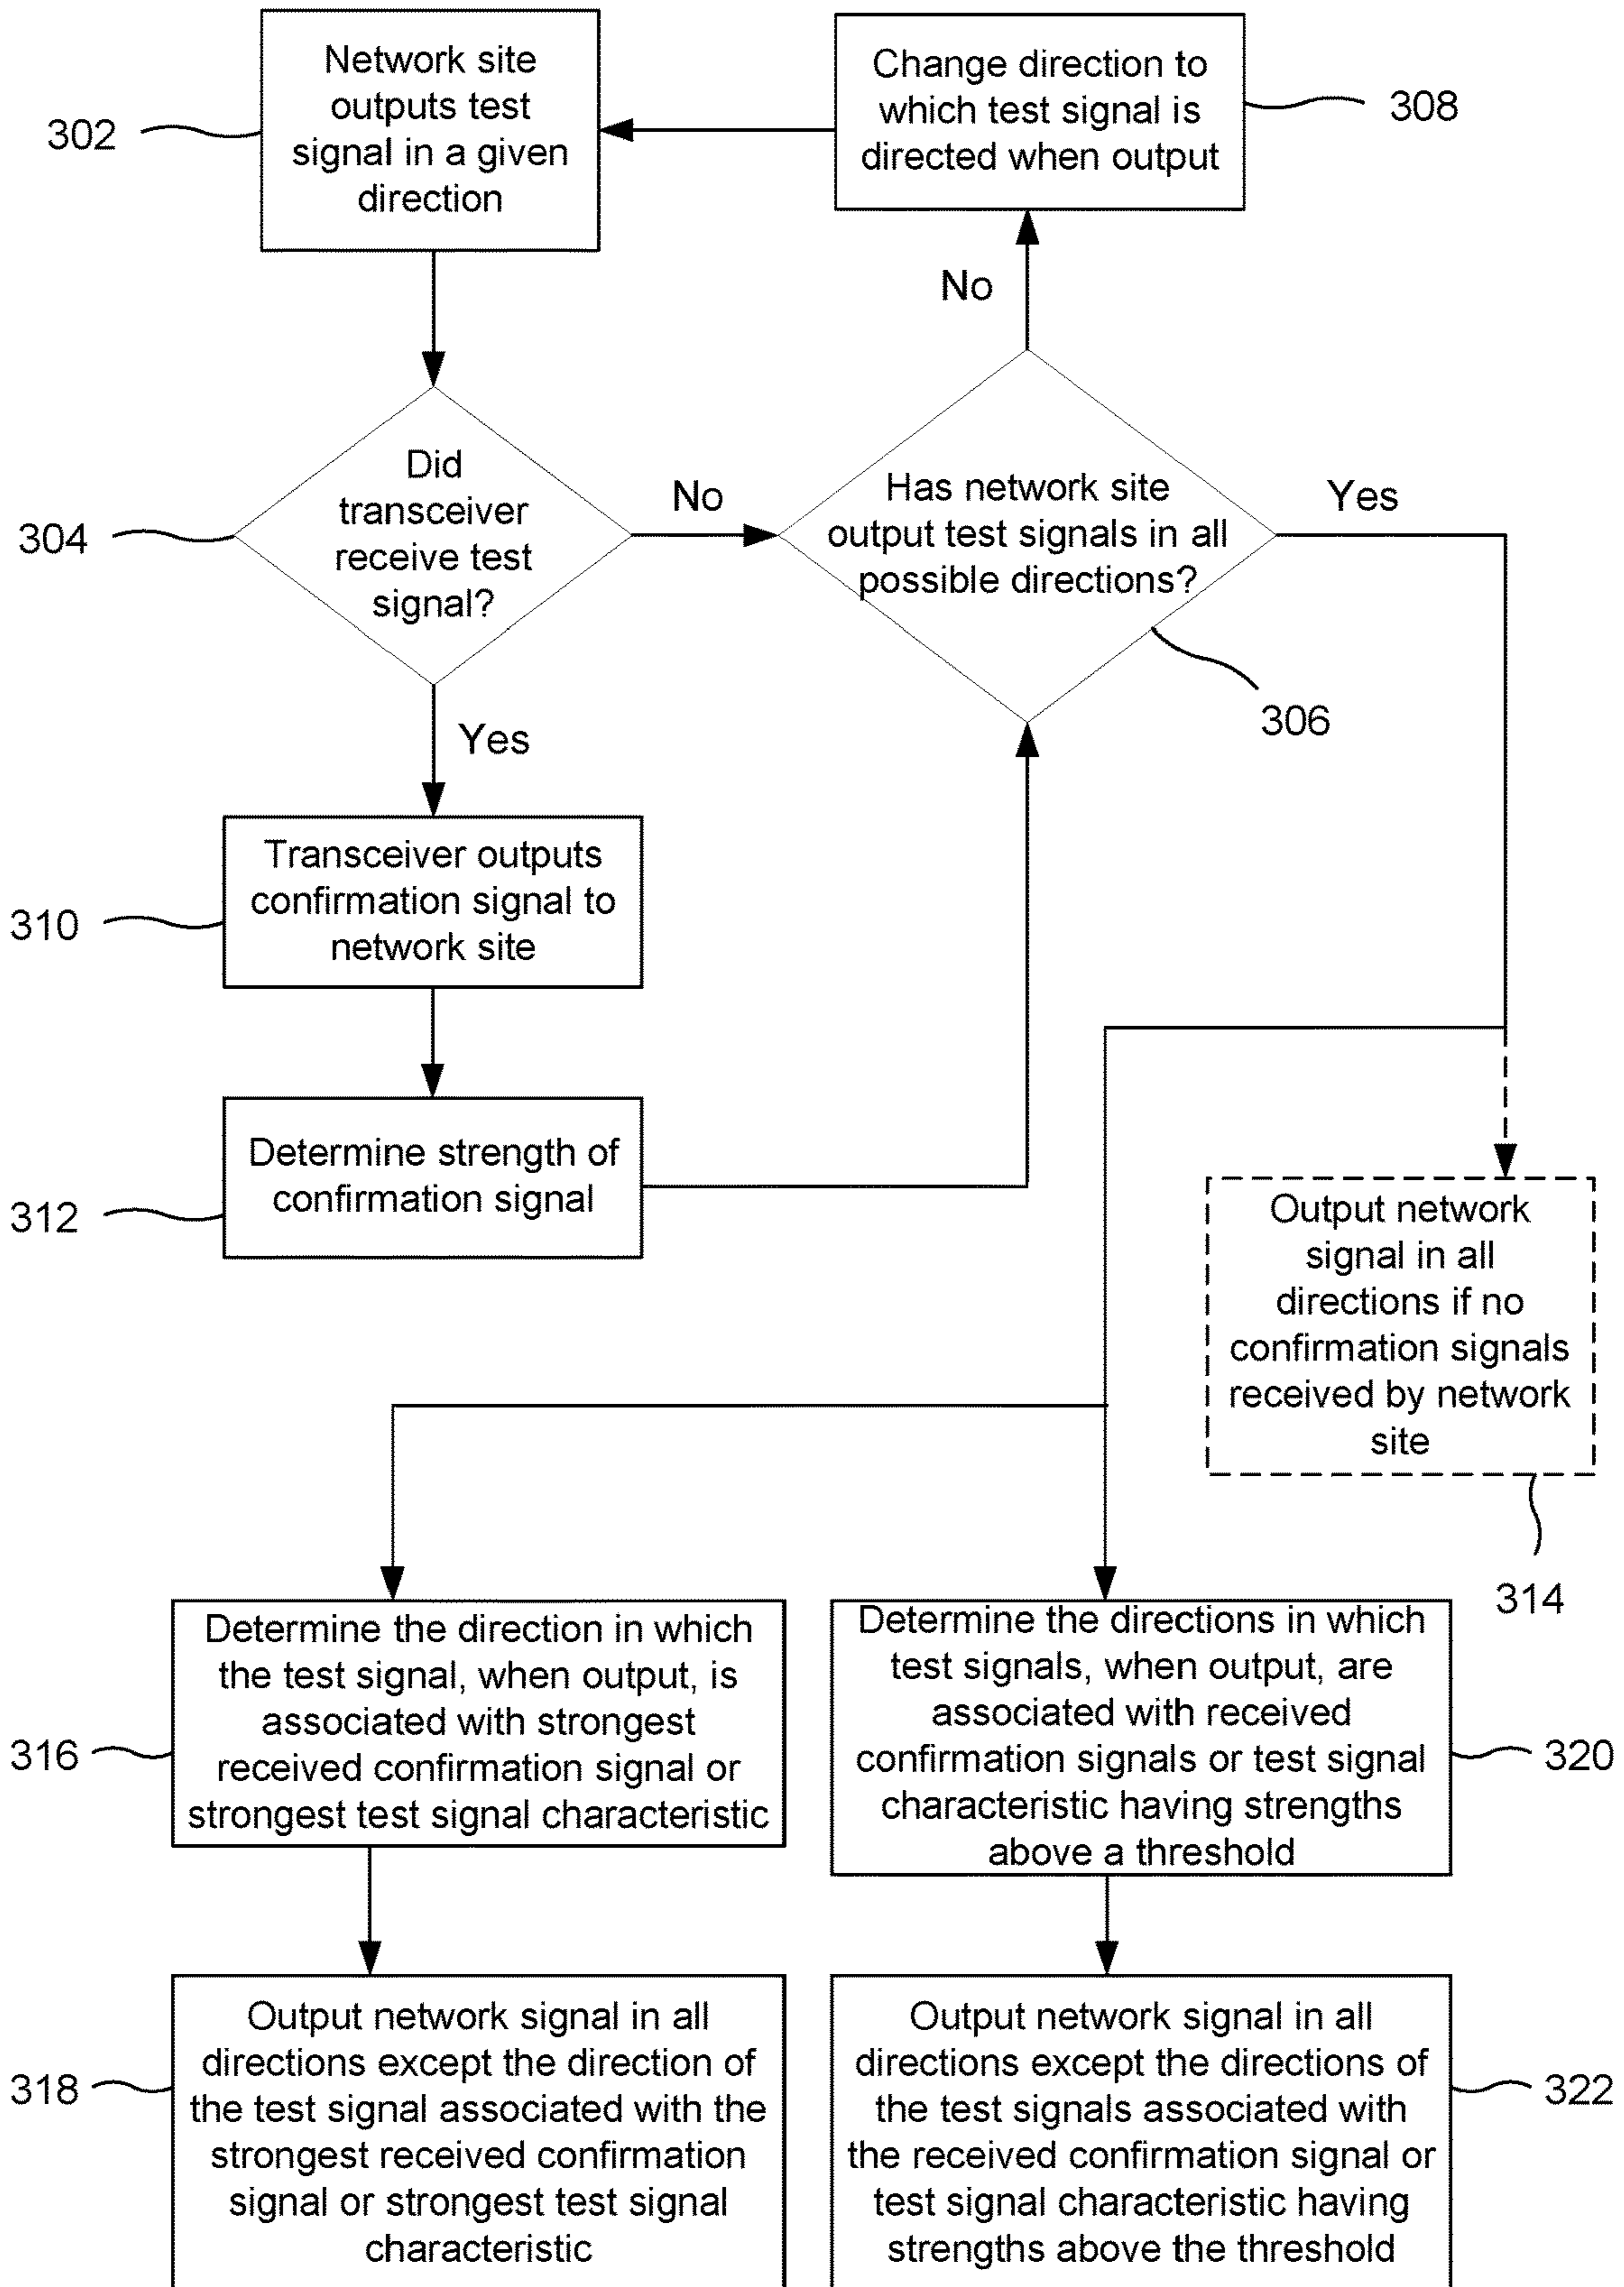 Network site
outputs test
signal in a given
direction
302
Change direction to
which test signal is
directed when output
308
No
Did
transceiver
receive test
signal?
304
No
Has network site
output test signals in all
possible directions?
Yes
306
Yes
Transceiver outputs
confirmation signal to
network site
310
Determine strength of
confirmation signal
312
Output network
signal in all
directions if no
confirmation signals
received by network
site
314
Determine the direction in which
the test signal, when output, is
associated with strongest
received confirmation signal or
strongest test signal characteristic
316
Determine the directions in which
test signals, when output, are
associated with received
confirmation signals or test signal
characteristic having strengths
above a threshold
320
Output network signal in all
directions except the direction of
the test signal associated with the
strongest received confirmation
signal or strongest test signal
characteristic
318
Output network signal in all
directions except the directions of
the test signals associated with
the received confirmation signal or
test signal characteristic having
strengths above the threshold
322